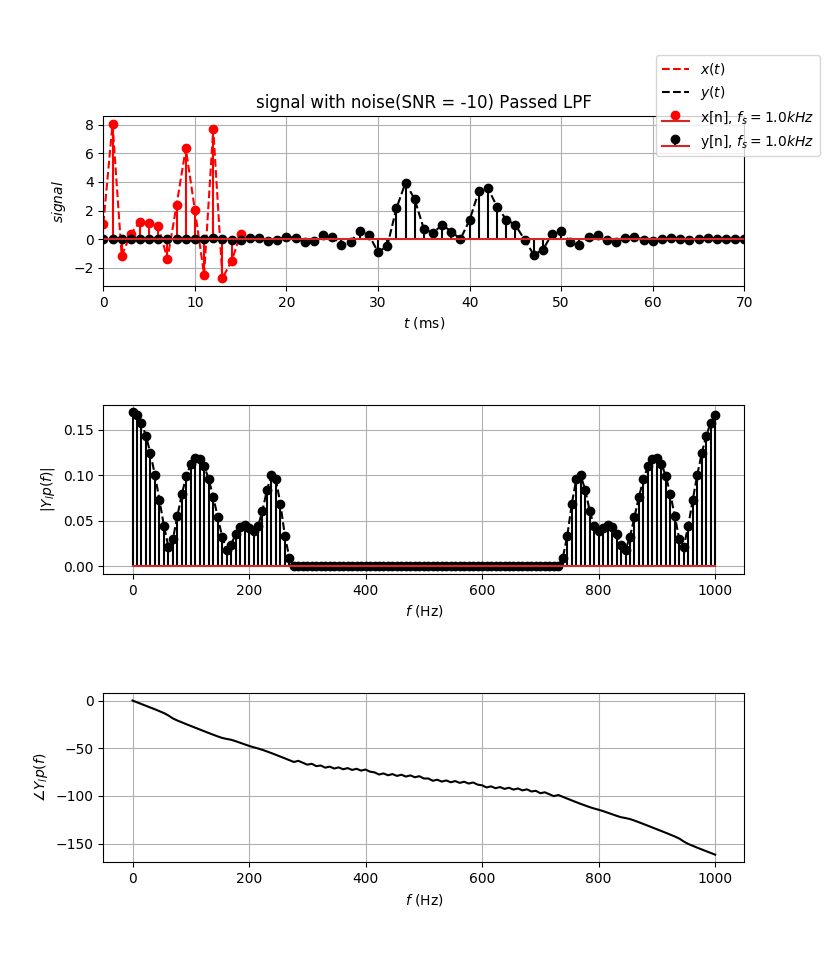 x(t)
y(t)
x[n], f_s = 1.0kHz
y[n], f_s = 1.0kHz
signal with noise(SNR = -10) Passed LPF
signal
8
6
4
2
0
−2
0 10 20 30 40 50 60 70
t (ms)
|Y_lp(f)|
0.15
0.10
0.05
0.00
0 200 400 600 800 1000
f (Hz)
∠Y_lp(f)
0
−50
−100
−150
0 200 400 600 800 1000
f (Hz)